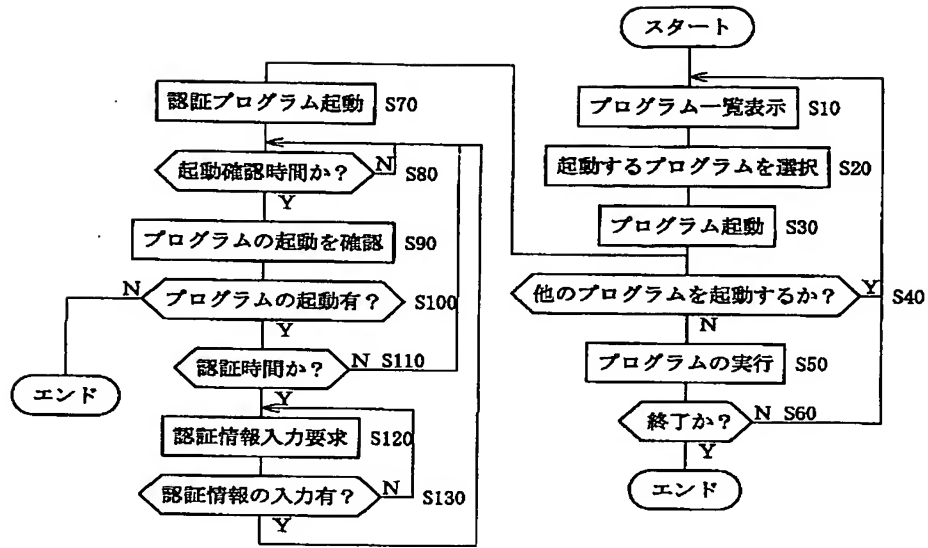 スタート
プログラム一覧表示 S10
起動するプログラムを選択 S20
プログラム起動 S30
他のプログラムを起動するか? Y S40
N
プログラムの実行 S50
終了か? N S60
Y
エンド
認証プログラム起動 S70
起動確認時間か? N S80
Y
プログラムの起動を確認 S90
N プログラムの起動有? S100
Y
認証時間か? N S110
Y
エンド
認証情報入力要求 S120
認証情報の入力有? N S130
Y